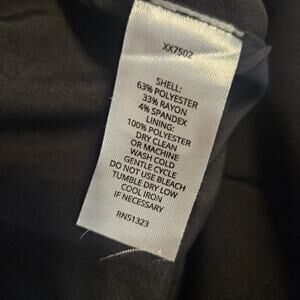 XX7502
SHELL:
63% POLYESTER
33% RAYON
4% SPANDEX
LINING:
100% POLYESTER
DRY CLEAN
OR MACHINE
WASH COLD
GENTLE CYCLE
DO NOT USE BLEACH
TUMBLE DRY LOW
COOL IRON
IF NECESSARY
RN51323